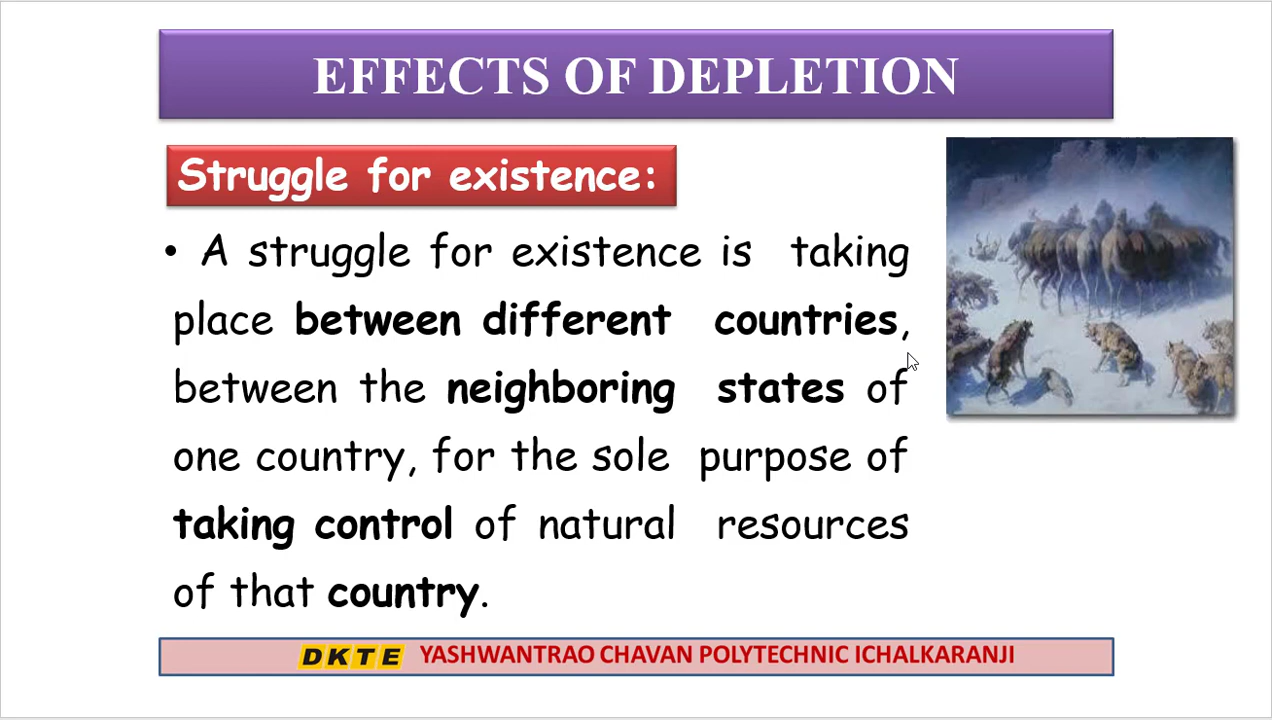 EFFECTS OF DEPLETION
Struggle for existence:
• A struggle for existence is taking
place between different countries,
between the neighboring states of
one country, for the sole purpose of
taking control of natural resources
of that country.
DKTE YASHWANTRAO CHAVAN POLYTECHNIC ICHALKARANJI